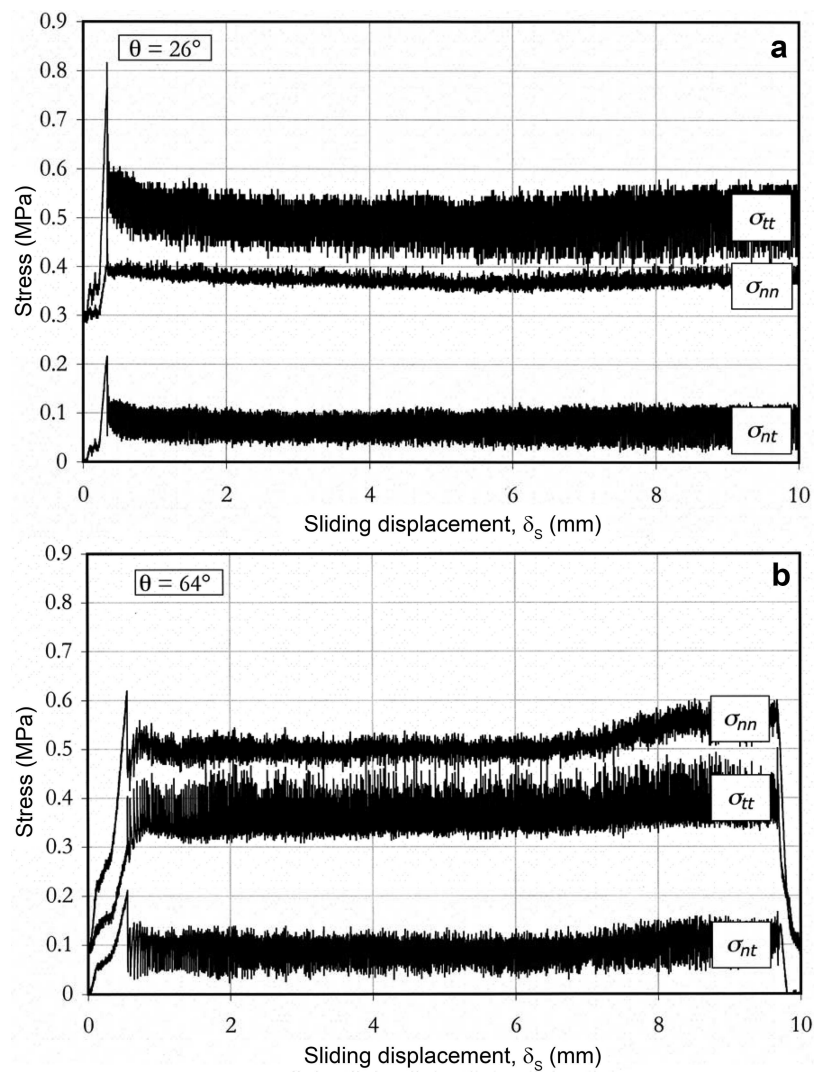 0.9
θ = 26°
a
0.8
0.7
0.6
0.5
σtt
0.4
σnn
0.3
0.2
0.1
σnt
0
Stress (MPa)
0 2 4 6 8 10
Sliding displacement, δs (mm)
0.9
θ = 64°
b
0.8
0.7
0.6
σnn
0.5
0.4
σtt
0.3
0.2
0.1
σnt
0
Stress (MPa)
0 2 4 6 8 10
Sliding displacement, δs (mm)